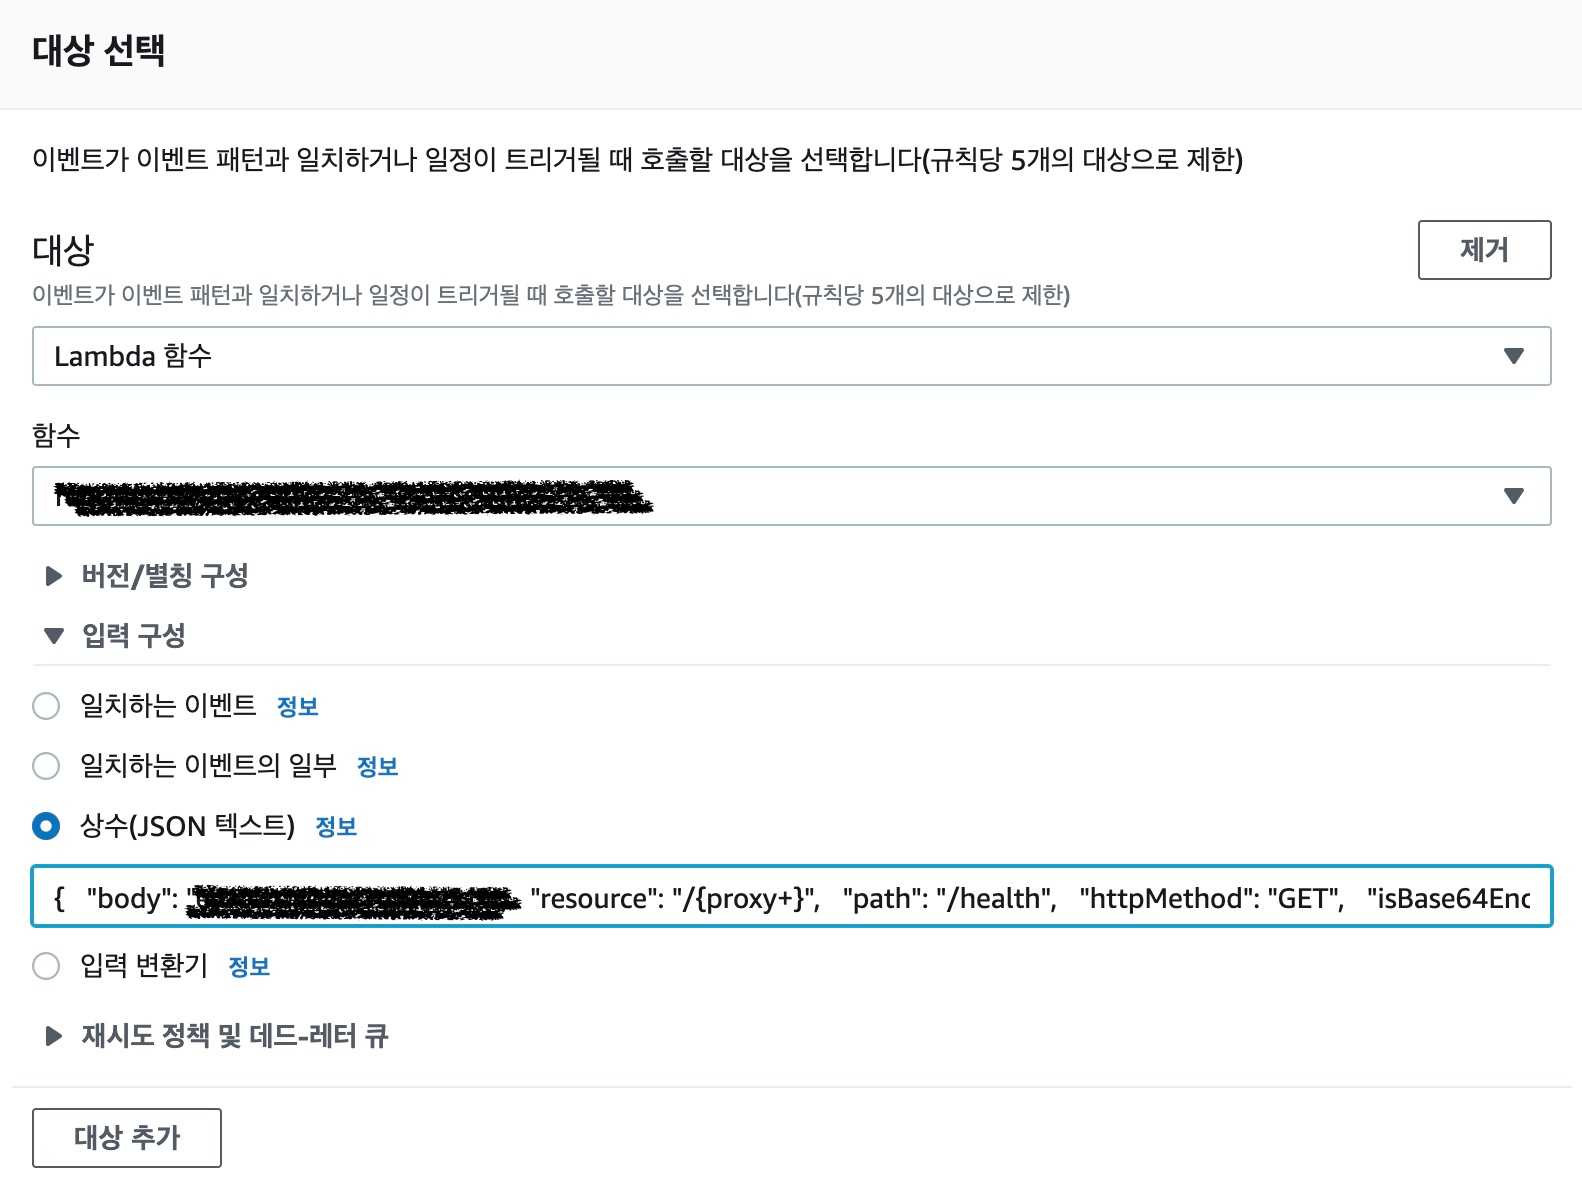 대상 선택
이벤트가 이벤트 패턴과 일치하거나 일정이 트리거될 때 호출할 대상을 선택합니다(규칙당 5개의 대상으로 제한)
대상
제거
이벤트가 이벤트 패턴과 일치하거나 일정이 트리거될 때 호출할 대상을 선택합니다(규칙당 5개의 대상으로 제한)
Lambda 함수
함수
버전/별칭 구성
입력 구성
일치하는 이벤트 정보
일치하는 이벤트의 일부 정보
상수(JSON 텍스트) 정보
{ "body": " "resource": "/{proxy+}", "path": "/health", "httpMethod": "GET", "isBase64Enc
입력 변환기 정보
재시도 정책 및 데드-레터 큐
대상 추가